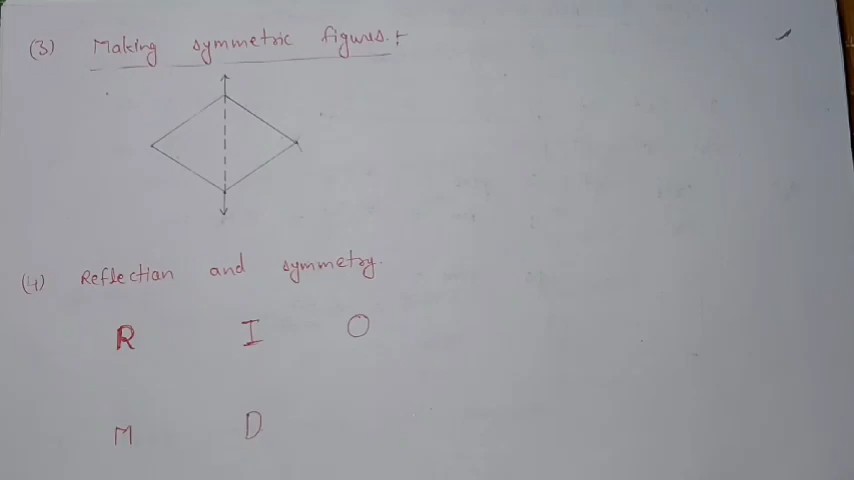 (3) Making symmetric figures :-
(4) Reflection and symmetry.
R I O
M D